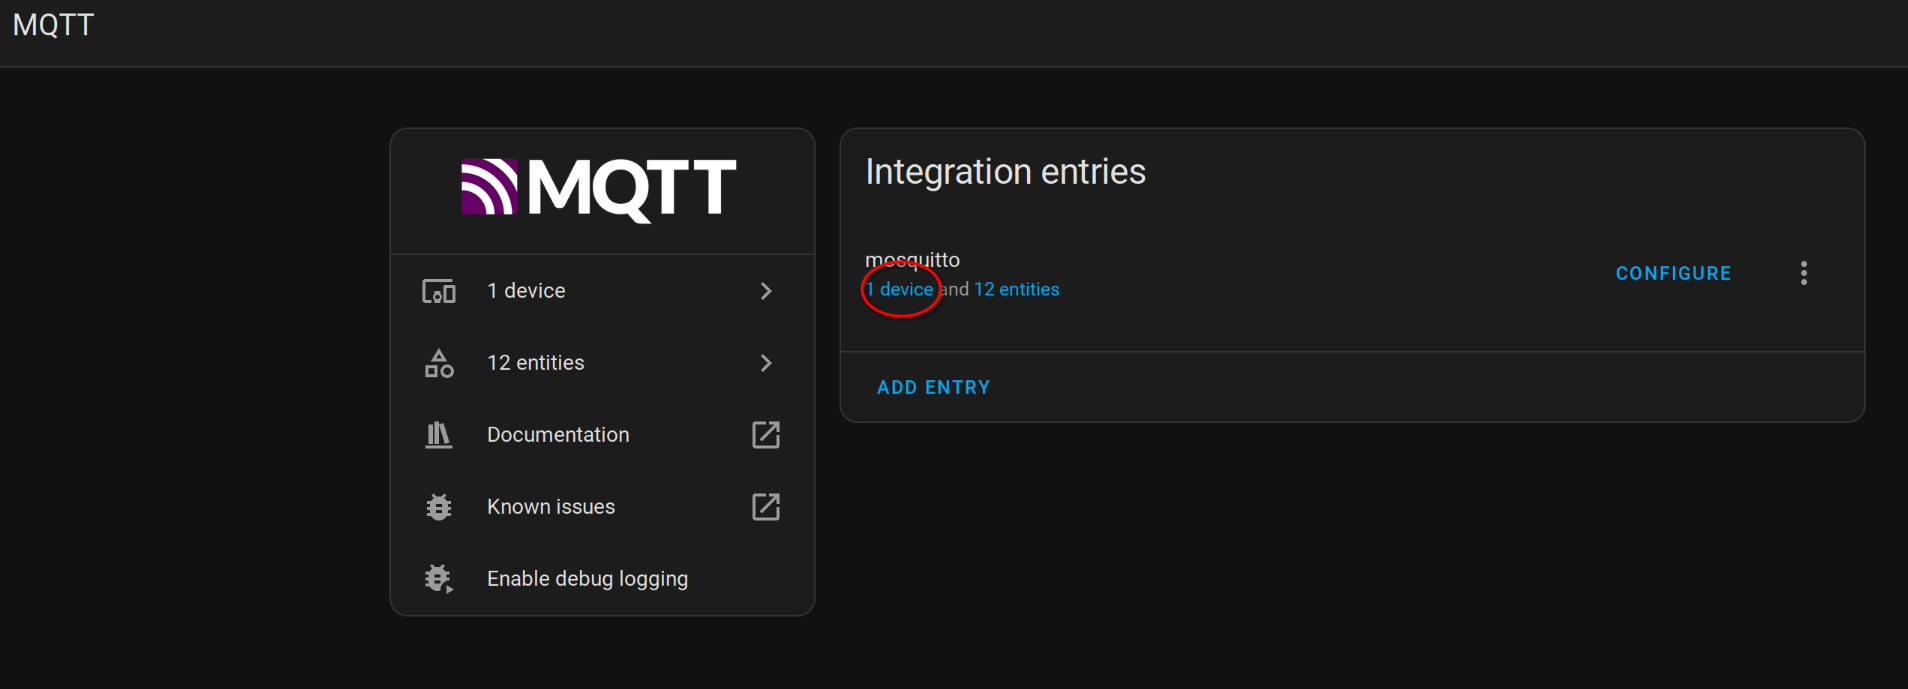 MQTT
MQTT
1 device
12 entities
Documentation
Known issues
Enable debug logging
Integration entries
mosquitto
1 device and 12 entities
CONFIGURE
ADD ENTRY